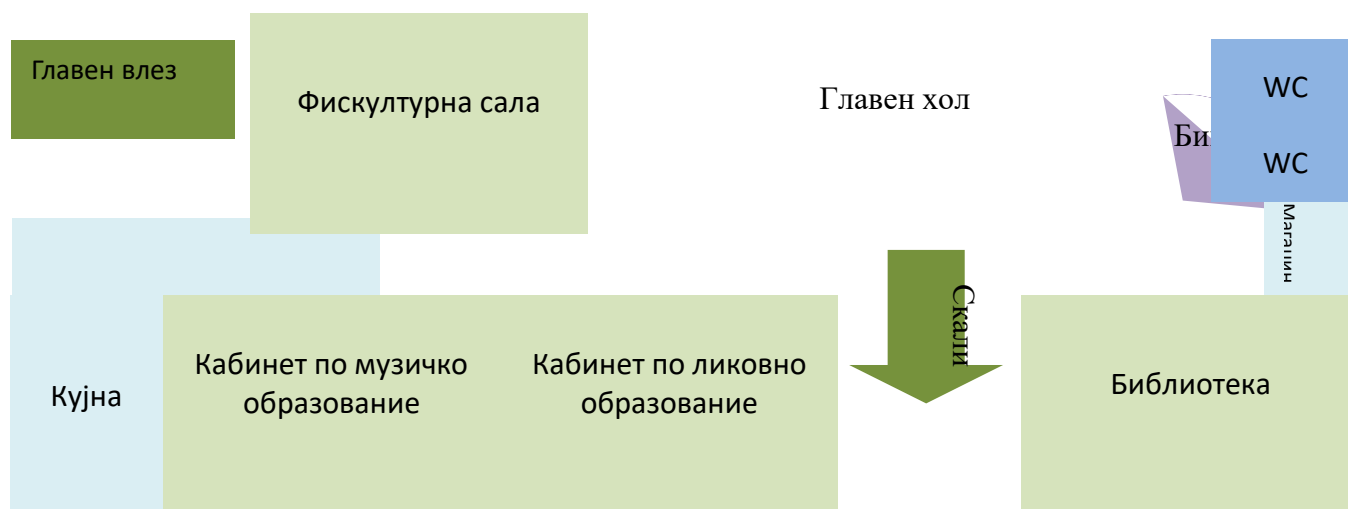 Главен влез
Фискултурна сала
Главен хол
WC
WC
Скали
Кујна
Кабинет по музичко
образование
Кабинет по ликовно
образование
Библиотека